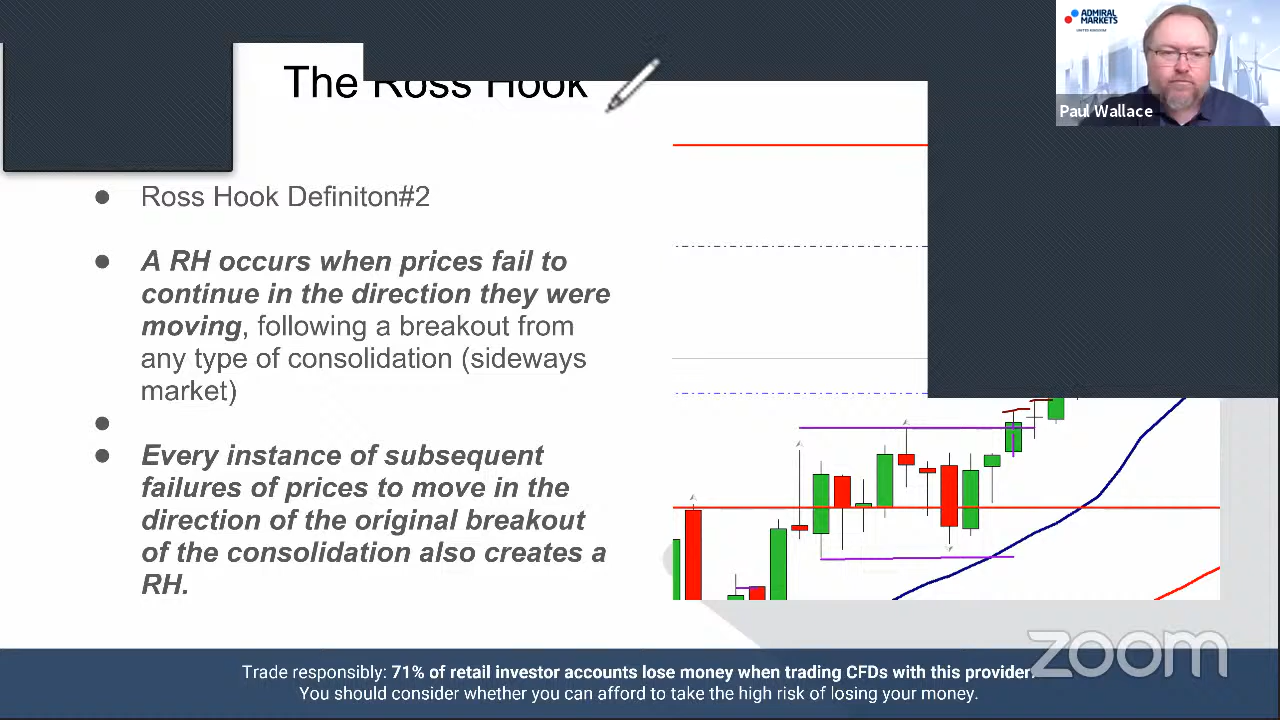 ADMIRAL
MARKETS
UNITED KINGDOM
Paul Wallace
The Ross Hook
● Ross Hook Definiton#2
● A RH occurs when prices fail to
continue in the direction they were
moving, following a breakout from
any type of consolidation (sideways
market)
●
● Every instance of subsequent
failures of prices to move in the
direction of the original breakout
of the consolidation also creates a
RH.
zoom
Trade responsibly: 71% of retail investor accounts lose money when trading CFDs with this provider.
You should consider whether you can afford to take the high risk of losing your money.